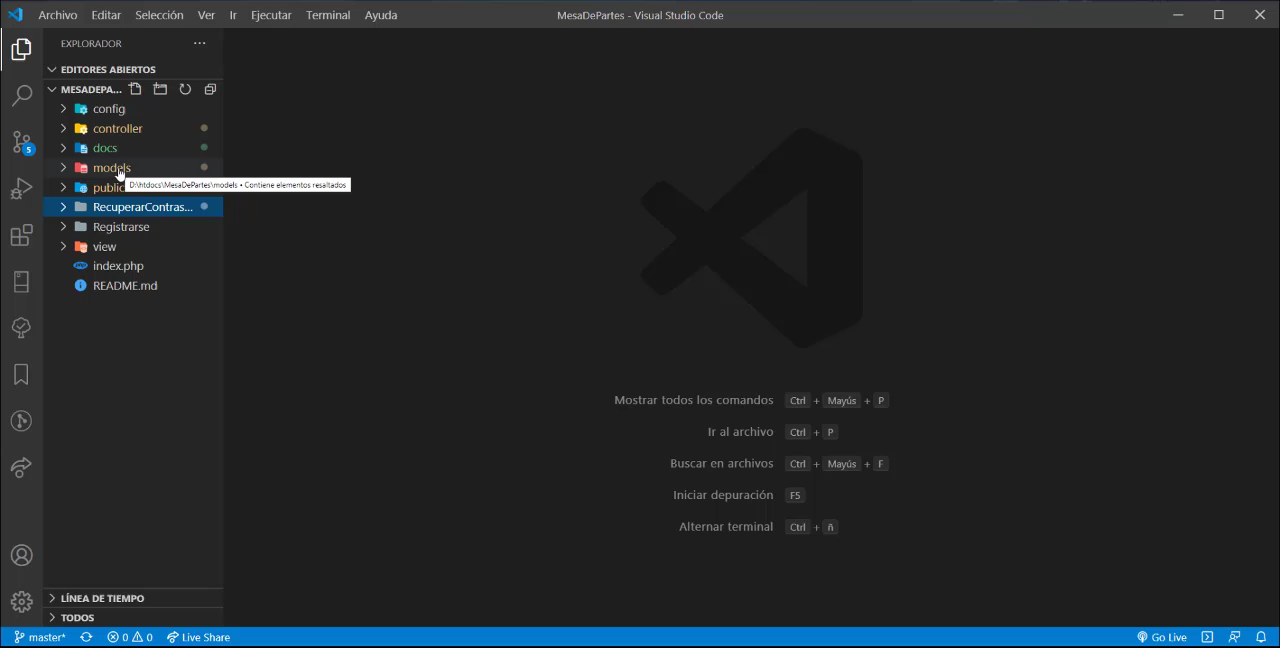 Archivo Editar Selección Ver Ir Ejecutar Terminal Ayuda MesaDePartes - Visual Studio Code
EXPLORADOR
EDITORES ABIERTOS
MESADEPA...
config
controller
docs
models
public
D:\htdocs\MesaDePartes\models • Contiene elementos resaltados
RecuperarContras...
Registrarse
view
index.php
README.md
5
Mostrar todos los comandos Ctrl + Mayús + P
Ir al archivo Ctrl + P
Buscar en archivos Ctrl + Mayús + F
Iniciar depuración F5
Alternar terminal Ctrl + ñ
LÍNEA DE TIEMPO
TODOS
master* 0 0 Live Share Go Live